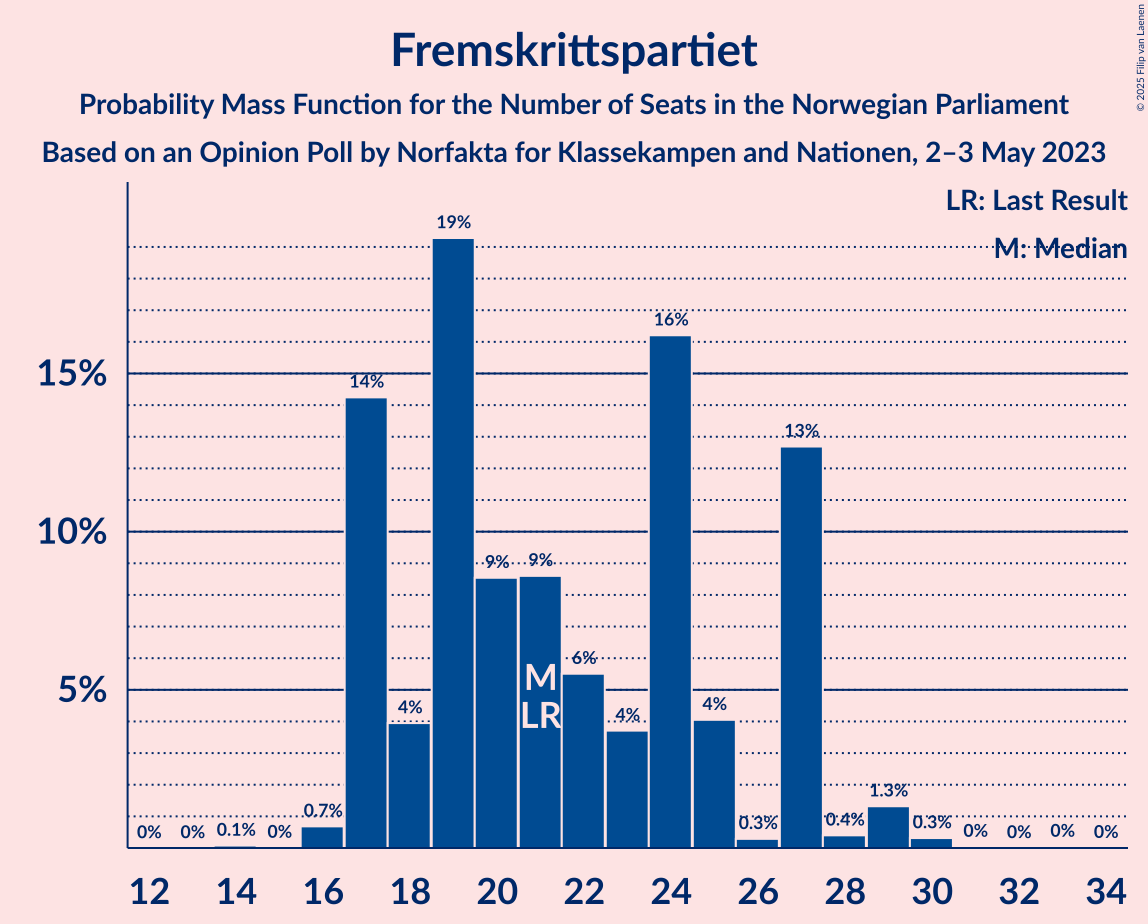 Fremskrittspartiet
Probability Mass Function for the Number of Seats in the Norwegian Parliament
Based on an Opinion Poll by Norfakta for Klassekampen and Nationen, 2–3 May 2023
© 2025 Filip van Laenen
LR: Last Result
M: Median
15%
10%
5%
0% 0% 0.1% 0% 0.7% 14% 4% 19% 9% 9% 6% 4% 16% 4% 0.3% 13% 0.4% 1.3% 0.3% 0% 0% 0% 0%
M
LR
12 14 16 18 20 22 24 26 28 30 32 34